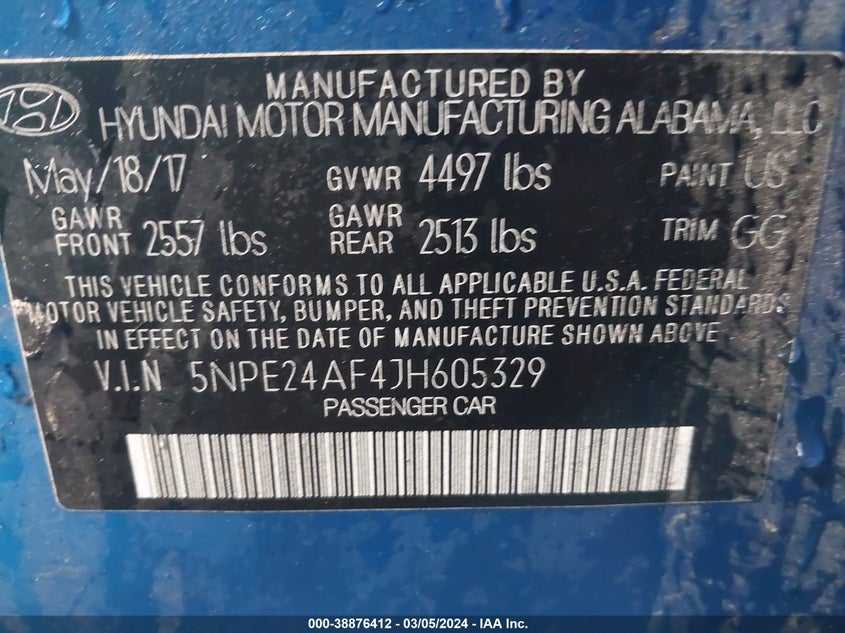 MANUFACTURED BY
HYUNDAI MOTOR MANUFACTURING ALABAMA, LLC
May/18/17 GVWR 4497 lbs PAINT US
GAWR FRONT 2557 lbs GAWR REAR 2513 lbs TRIM GG
THIS VEHICLE CONFORMS TO ALL APPLICABLE U.S.A. FEDERAL
MOTOR VEHICLE SAFETY, BUMPER, AND THEFT PREVENTION STANDARDS
IN EFFECT ON THE DATE OF MANUFACTURE SHOWN ABOVE
V.I.N 5NPE24AF4JH605329
PASSENGER CAR
000-38876412 - 03/05/2024 - IAA Inc.